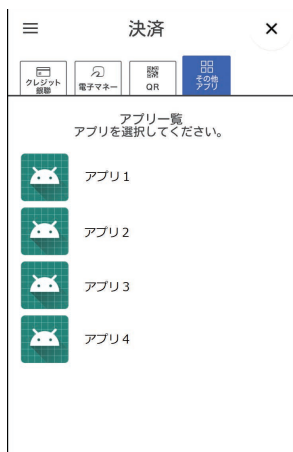 決済
クレジット
銀聯
電子マネー
QR
その他
アプリ
アプリ一覧
アプリを選択してください。
アプリ1
アプリ2
アプリ3
アプリ4